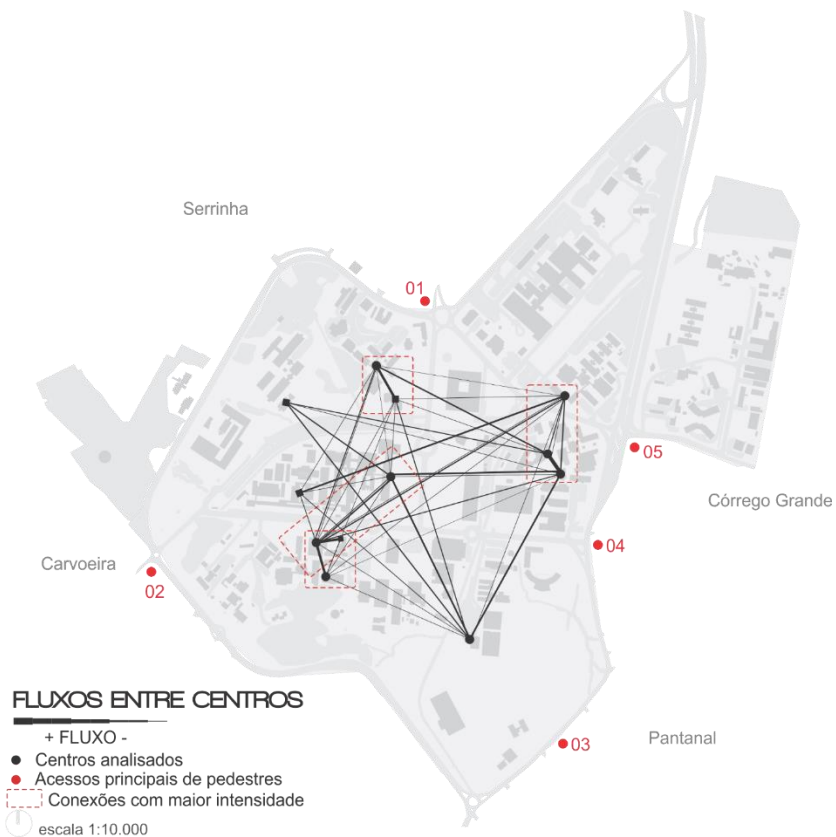 Serrinha
01
05
Córrego Grande
04
Carvoeira
02
FLUXOS ENTRE CENTROS
+ FLUXO -
Centros analisados
Acessos principais de pedestres
Conexões com maior intensidade
escala 1:10.000
03
Pantanal